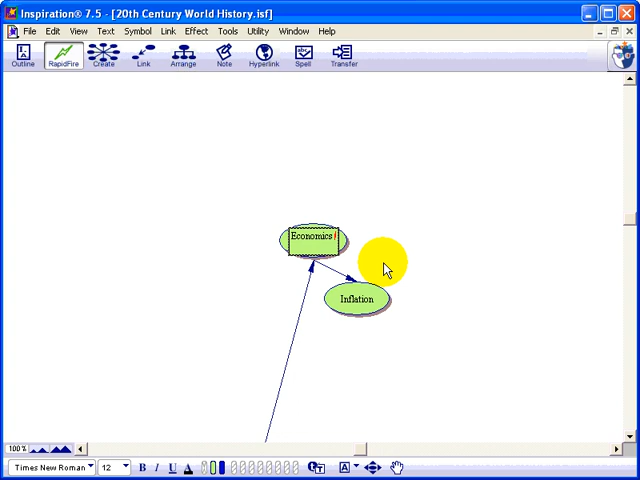 Inspiration® 7.5 - [20th Century World History.isf]
File Edit View Text Symbol Link Effect Tools Utility Window Help
Outline RapidFire Create Link Arrange Note Hyperlink Spell Transfer
Economics
Inflation
100%
Times New Roman 12 B I U A A